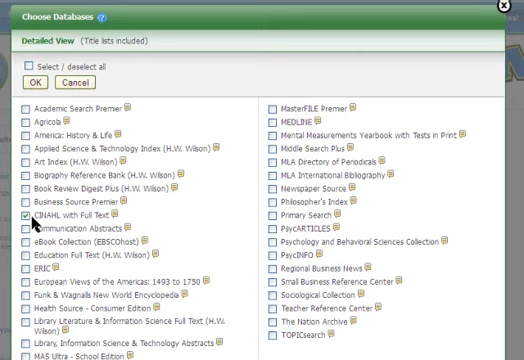 Choose Databases
Detailed View (Title lists included)
Select / deselect all
OK Cancel
Academic Search Premier
Agricola
America: History & Life
Applied Science & Technology Index (H.W. Wilson)
Art Index (H.W. Wilson)
Biography Reference Bank (H.W. Wilson)
Book Review Digest Plus (H.W. Wilson)
Business Source Premier
CINAHL with Full Text
Communication Abstracts
eBook Collection (EBSCOhost)
Education Full Text (H.W. Wilson)
ERIC
European Views of the Americas: 1493 to 1750
Funk & Wagnalls New World Encyclopedia
Health Source - Consumer Edition
Library Literature & Information Science Full Text (H.W.
Wilson)
Library, Information Science & Technology Abstracts
MAS Ultra - School Edition
MasterFILE Premier
MEDLINE
Mental Measurements Yearbook with Tests in Print
Middle Search Plus
MLA Directory of Periodicals
MLA International Bibliography
Newspaper Source
Philosopher's Index
Primary Search
PsycARTICLES
Psychology and Behavioral Sciences Collection
PsycINFO
Regional Business News
Small Business Reference Center
Sociological Collection
Teacher Reference Center
The Nation Archive
TOPICsearch